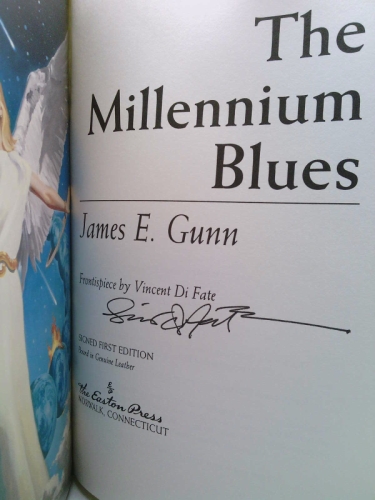 The
Millennium
Blues
James E. Gunn
Frontispiece by Vincent Di Fate
SIGNED FIRST EDITION
Bound in Genuine Leather
The Easton Press
NORWALK, CONNECTICUT